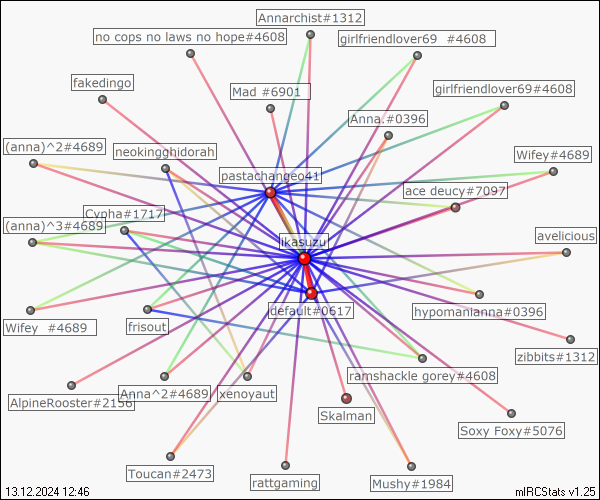 Annarchist#1312
no cops no laws no hope#4608
girlfriendlover69  #4608
fakedingo
Mad #6901
girlfriendlover69#4608
Anna.#0396
(anna)^2#4689
neokingghidorah
Wifey#4689
pastachangeo41
ace deucy#7097
Cypha#1717
(anna)^3#4689
ikasuzu
avelicious
default#0617
hypomanianna#0396
Wifey  #4689
frisout
zibbits#1312
ramshackle gorey#4608
Anna^2#4689
xenoyaut
AlpineRooster#2158
Skalman
Soxy Foxy#5076
Toucan#2473
rattgaming
Mushy#1984
13.12.2024 12:46
mIRCStats v1.25